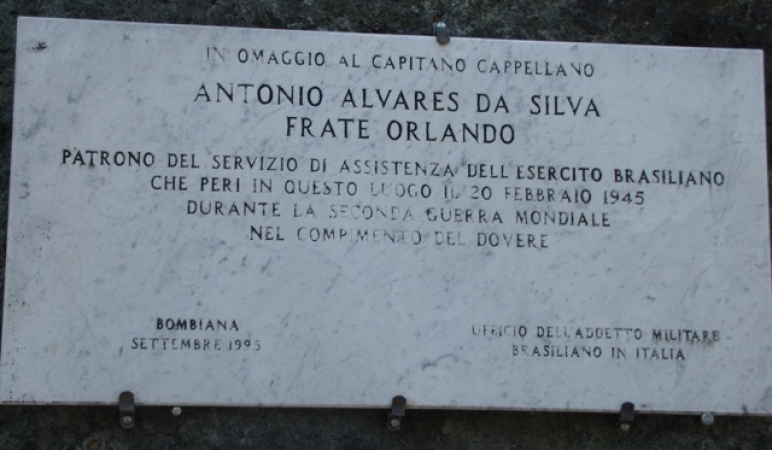 IN OMAGGIO AL CAPITANO CAPPELLANO
ANTONIO ALVARES DA SILVA
FRATE ORLANDO
PATRONO DEL SERVIZIO DI ASSISTENZA DELL'ESERCITO BRASILIANO
CHE PERI IN QUESTO LUOGO IL 20 FEBBRAIO 1945
DURANTE LA SECONDA GUERRA MONDIALE
NEL COMPIMENTO DEL DOVERE
BOMBIANA
SETTEMBRE 1995
UFFICIO DELL'ADDETTO MILITARE
BRASILIANO IN ITALIA